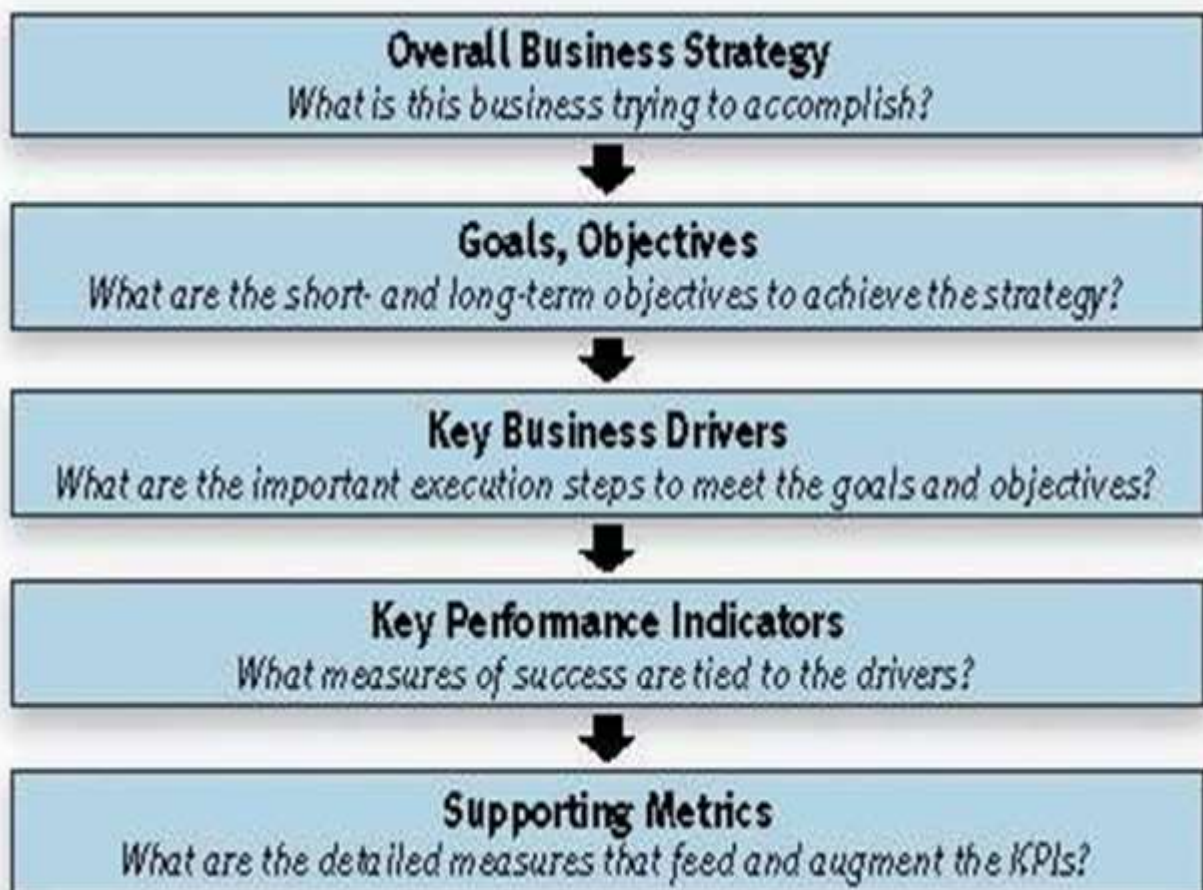 Overall Business Strategy
What is this business trying to accomplish?
Goals, Objectives
What are the short- and long-term objectives to achieve the strategy?
Key Business Drivers
What are the important execution steps to meet the goals and objectives?
Key Performance Indicators
What measures of success are tied to the drivers?
Supporting Metrics
What are the detailed measures that feed and augment the KPIs?